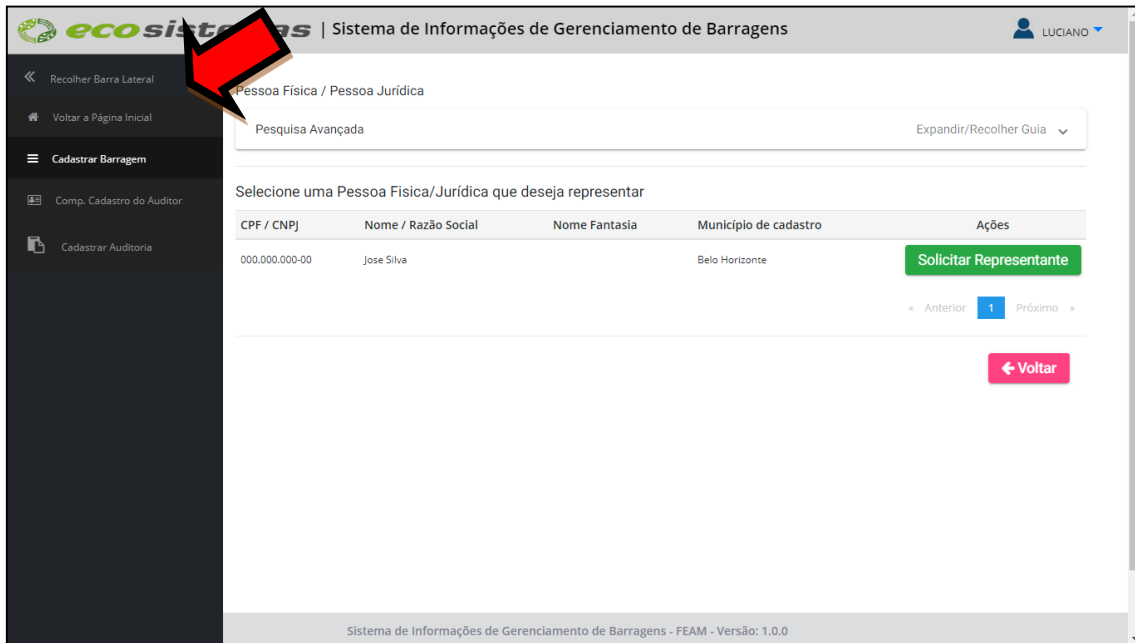 ecosistemas | Sistema de Informações de Gerenciamento de Barragens
LUCIANO
Recolher Barra Lateral
Voltar a Página Inicial
Cadastrar Barragem
Comp. Cadastro do Auditor
Cadastrar Auditoria
Pessoa Física / Pessoa Jurídica
Pesquisa Avançada Expandir/Recolher Guia
Selecione uma Pessoa Fisica/Jurídica que deseja representar
CPF / CNPJ Nome / Razão Social Nome Fantasia Município de cadastro Ações
000.000.000-00 Jose Silva Belo Horizonte Solicitar Representante
« Anterior 1 Próximo »
Voltar
Sistema de Informações de Gerenciamento de Barragens - FEAM - Versão: 1.0.0